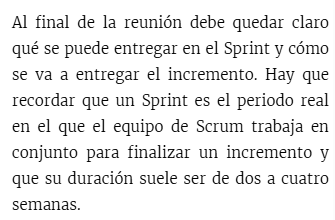 Al final de la reunión debe quedar claro
qué se puede entregar en el Sprint y cómo
se va a entregar el incremento. Hay que
recordar que un Sprint es el periodo real
en el que el equipo de Scrum trabaja en
conjunto para finalizar un incremento y
que su duración suele ser de dos a cuatro
semanas.